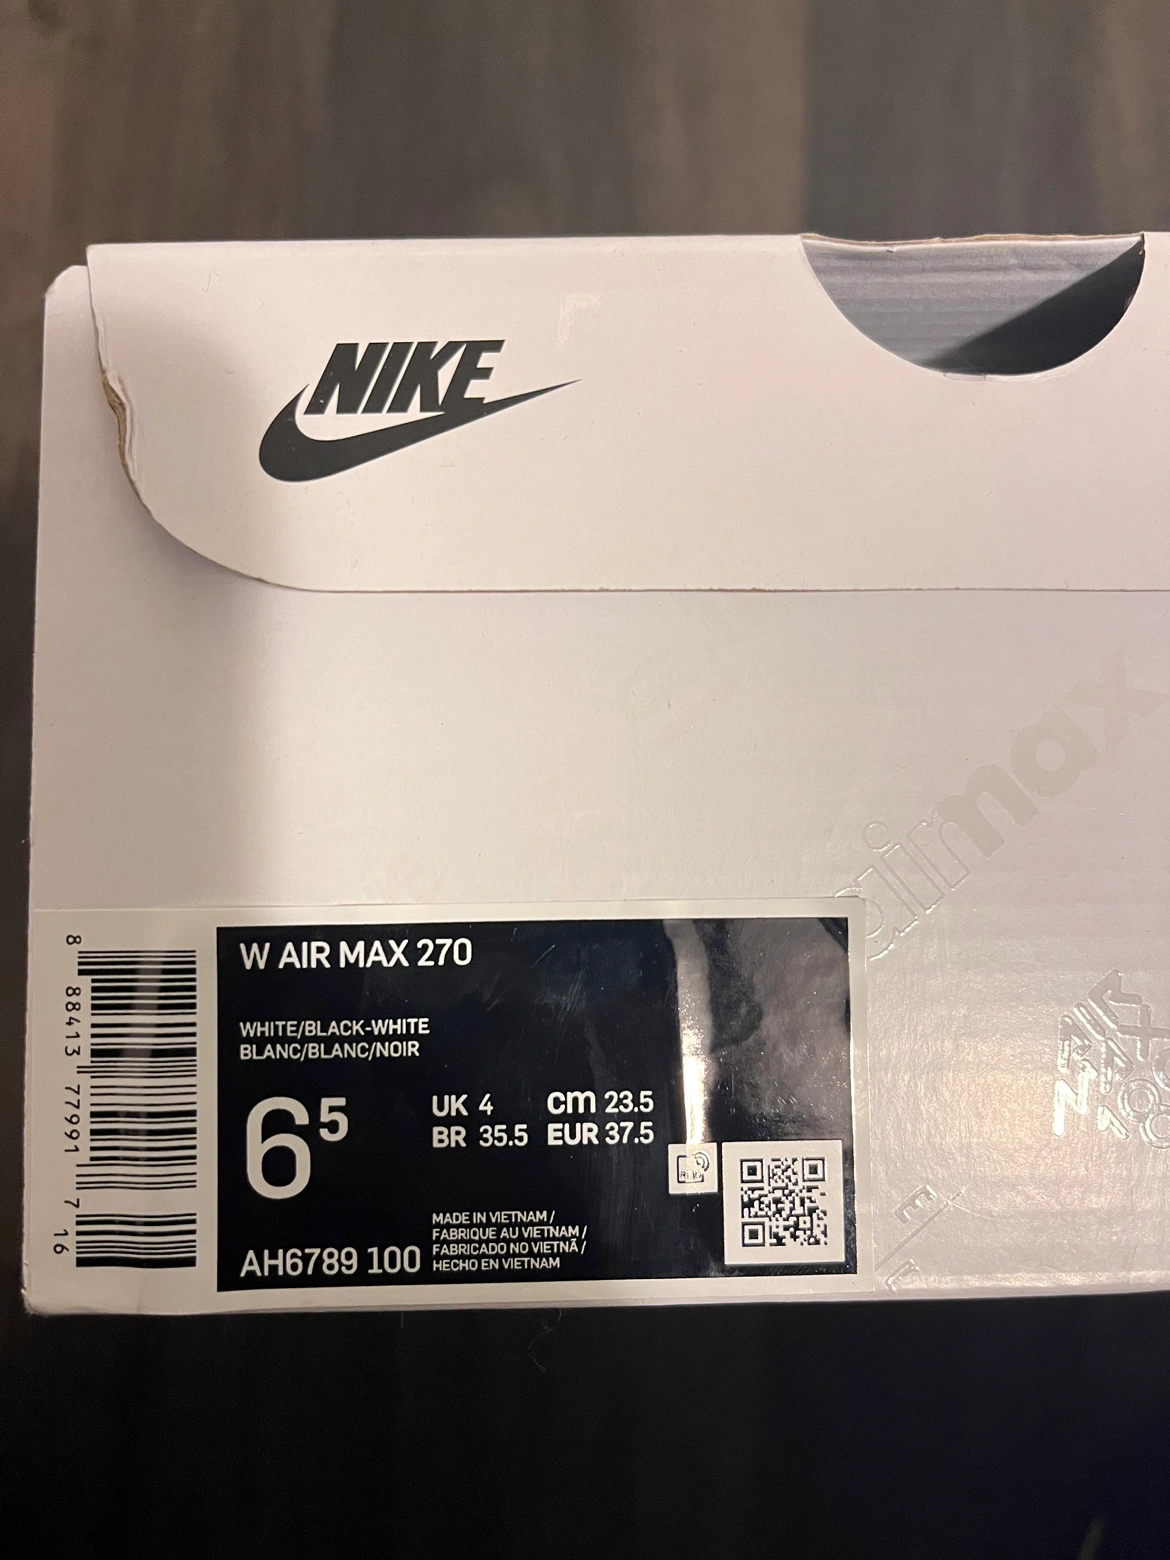 NIKE
airmax
W AIR MAX 270
WHITE/BLACK-WHITE
BLANC/BLANC/NOIR
6⁵
UK 4 cm 23.5
BR 35.5 EUR 37.5
AH6789 100
MADE IN VIETNAM /
FABRIQUE AU VIETNAM /
FABRICADO NO VIETNÃ /
HECHO EN VIETNAM
8 88413 77991 7 16